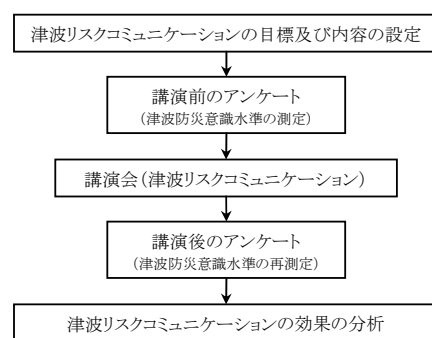 津波リスクコミュニケーションの目標及び内容の設定
講演前のアンケート
（津波防災意識水準の測定）
講演会（津波リスクコミュニケーション）
講演後のアンケート
（津波防災意識水準の再測定）
津波リスクコミュニケーションの効果の分析